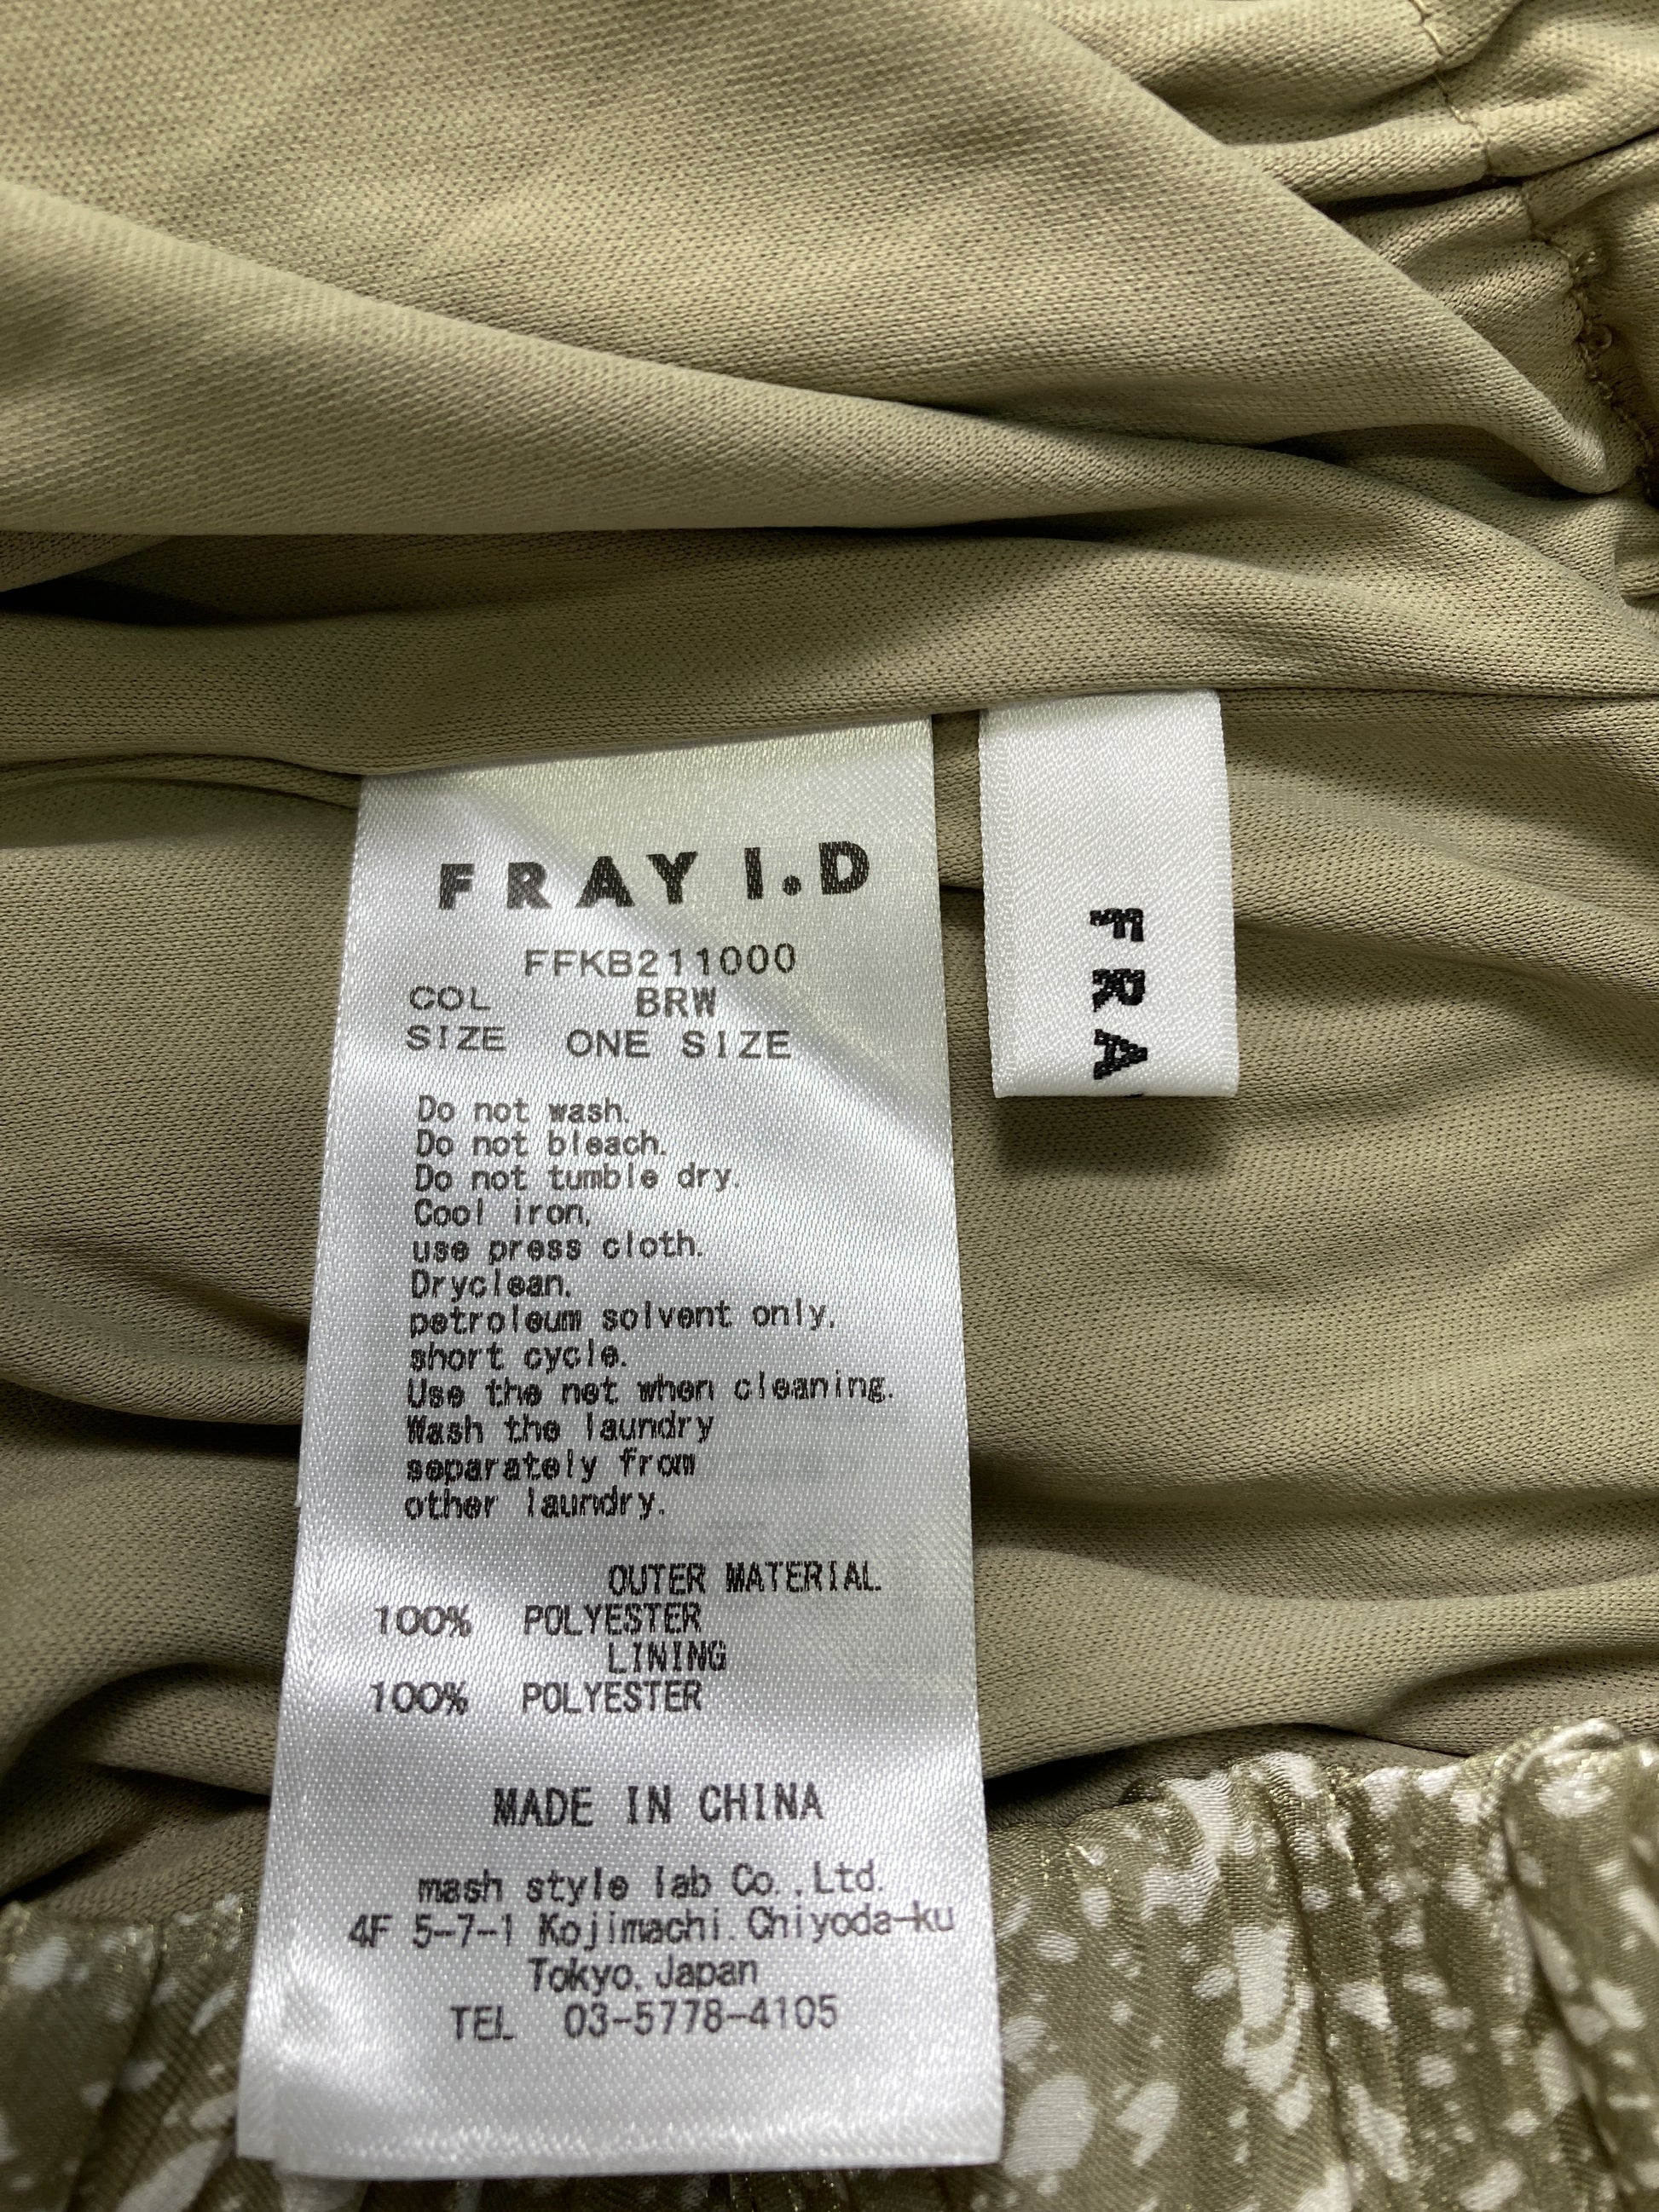 FRAY I.D
FFKB211000
COL BRW
SIZE ONE SIZE
Do not wash.
Do not bleach.
Do not tumble dry.
Cool iron,
use press cloth.
Dryclean,
petroleum solvent only,
short cycle.
Use the net when cleaning.
Wash the laundry
separately from
other laundry.
OUTER MATERIAL
100% POLYESTER
LINING
100% POLYESTER
MADE IN CHINA
mash style lab Co.,Ltd.
4F 5-7-1 Kojimachi.Chiyoda-ku
Tokyo,Japan
TEL 03-5778-4105
FRA